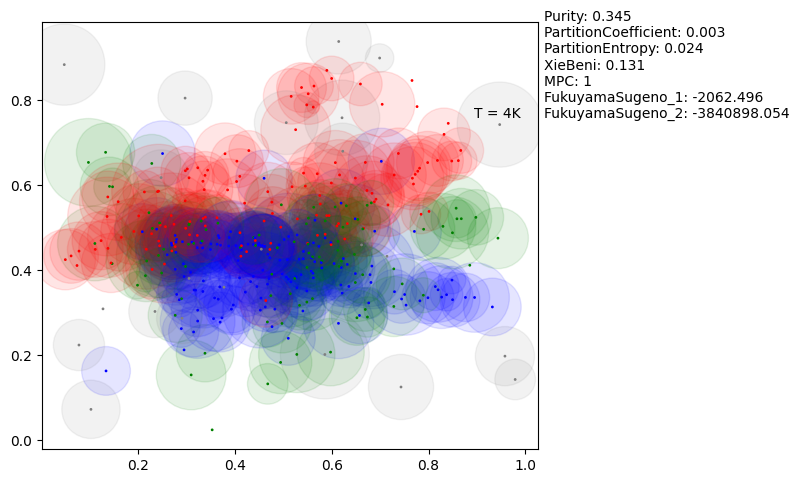 Purity: 0.345
PartitionCoefficient: 0.003
PartitionEntropy: 0.024
XieBeni: 0.131
MPC: 1
FukuyamaSugeno_1: -2062.496
FukuyamaSugeno_2: -3840898.054
T = 4K
0.8
0.6
0.4
0.2
0.0
0.2 0.4 0.6 0.8 1.0